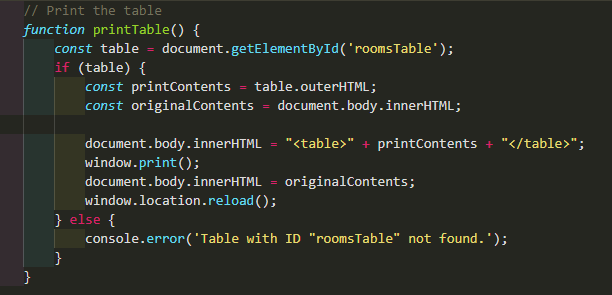 // Print the table
function printTable() {
    const table = document.getElementById('roomsTable');
    if (table) {
        const printContents = table.outerHTML;
        const originalContents = document.body.innerHTML;

        document.body.innerHTML = "<table>" + printContents + "</table>";
        window.print();
        document.body.innerHTML = originalContents;
        window.location.reload();
    } else {
        console.error('Table with ID "roomsTable" not found.');
    }
}